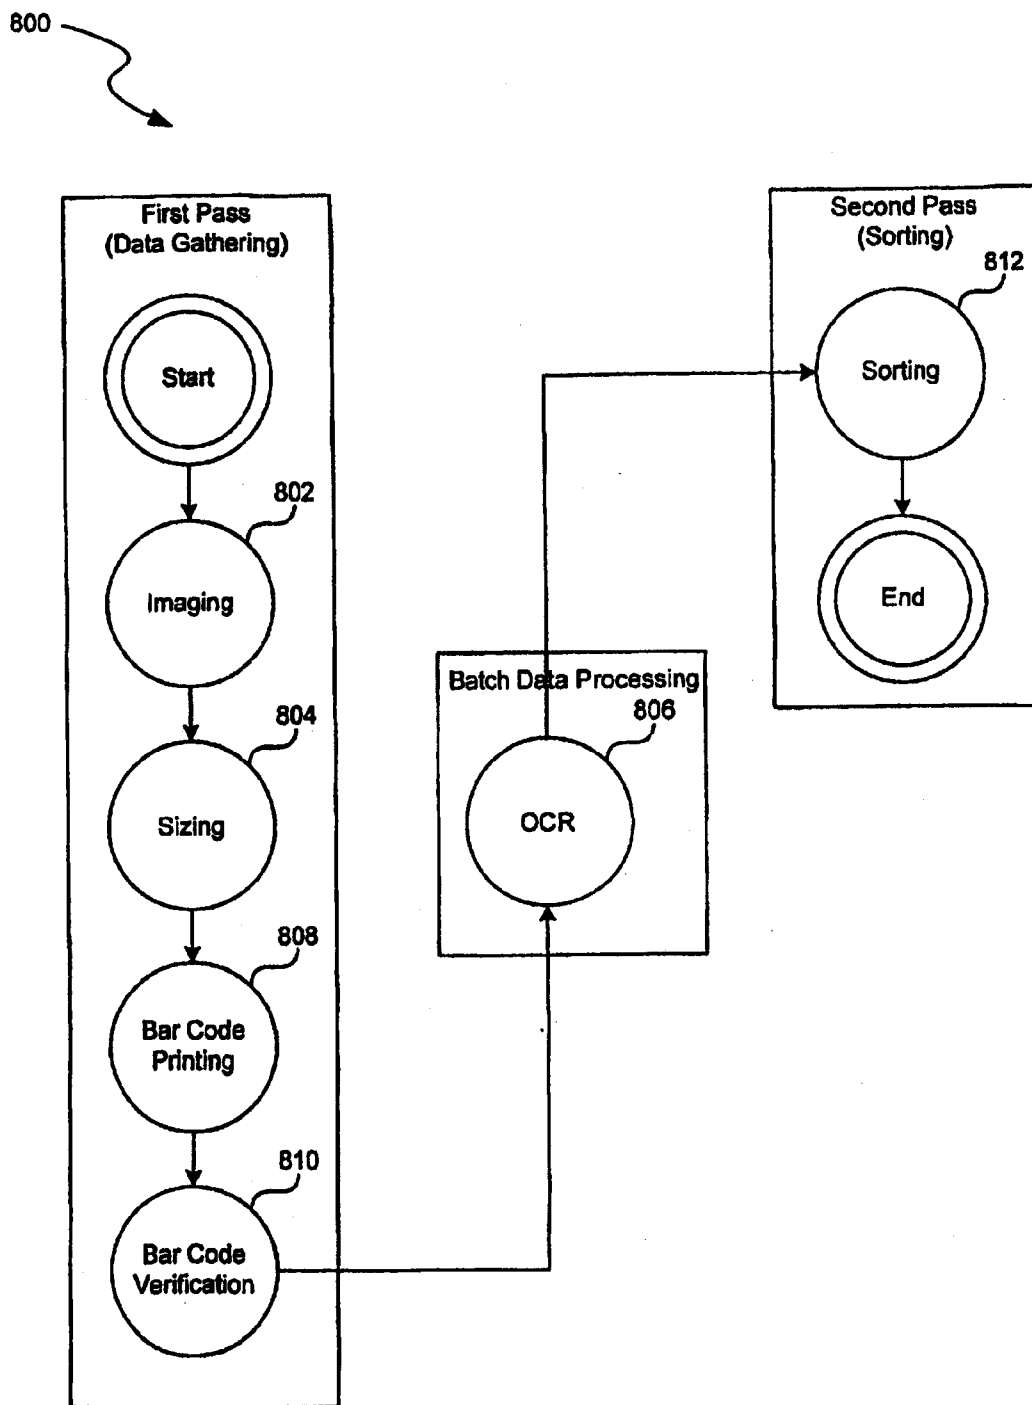 800
First Pass
(Data Gathering)
Start
802
Imaging
804
Sizing
808
Bar Code
Printing
810
Bar Code
Verification
Batch Data Processing
806
OCR
Second Pass
(Sorting)
812
Sorting
End